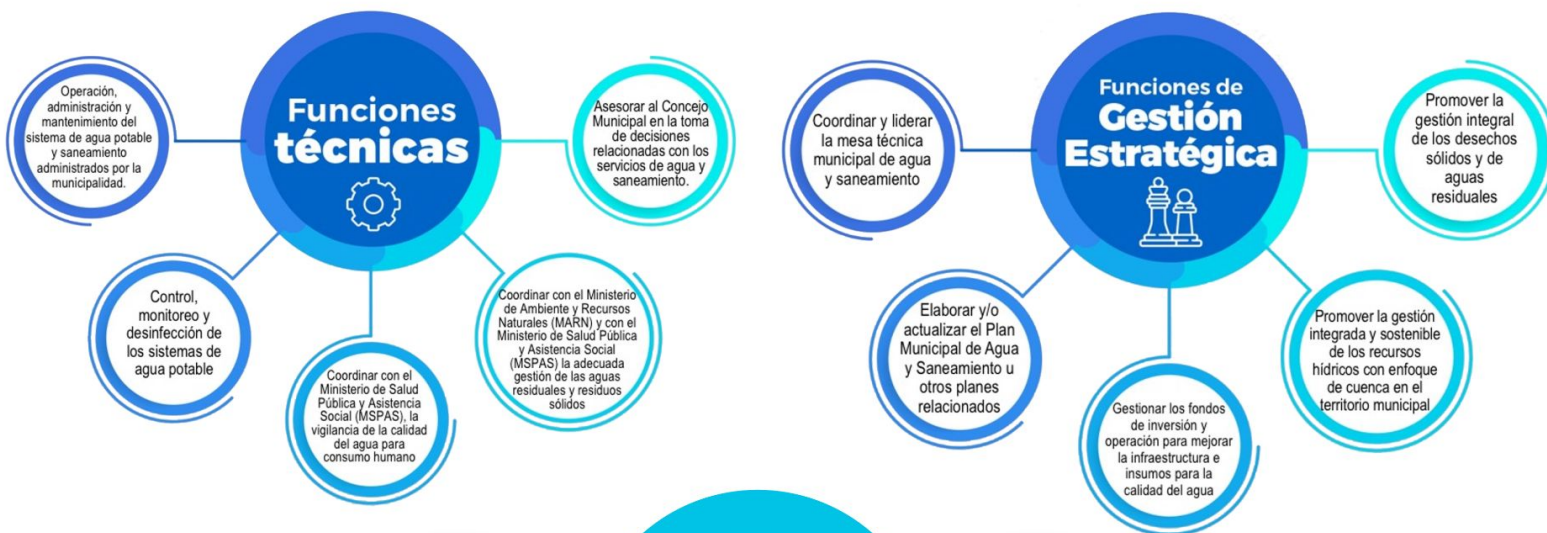 Funciones
técnicas
Operación,
administración y
mantenimiento del
sistema de agua potable
y saneamiento
administrados por la
municipalidad.
Control,
monitoreo y
desinfección de
los sistemas de
agua potable
Coordinar con el
Ministerio de Salud
Pública y Asistencia
Social (MSPAS), la
vigilancia de la calidad
del agua para
consumo humano
Coordinar con el Ministerio
de Ambiente y Recursos
Naturales (MARN) y con el
Ministerio de Salud Pública
y Asistencia Social
(MSPAS) la adecuada
gestión de las aguas
residuales y residuos
sólidos
Asesorar al Concejo
Municipal en la toma
de decisiones
relacionadas con los
servicios de agua y
saneamiento.
Funciones de
Gestión
Estratégica
Coordinar y liderar
la mesa técnica
municipal de agua
y saneamiento
Elaborar y/o
actualizar el Plan
Municipal de Agua
y Saneamiento u
otros planes
relacionados
Gestionar los fondos
de inversión y
operación para mejorar
la infraestructura e
insumos para la
calidad del agua
Promover la gestión
integrada y sostenible
de los recursos
hídricos con enfoque
de cuenca en el
territorio municipal
Promover la
gestión integral
de los desechos
sólidos y de
aguas
residuales